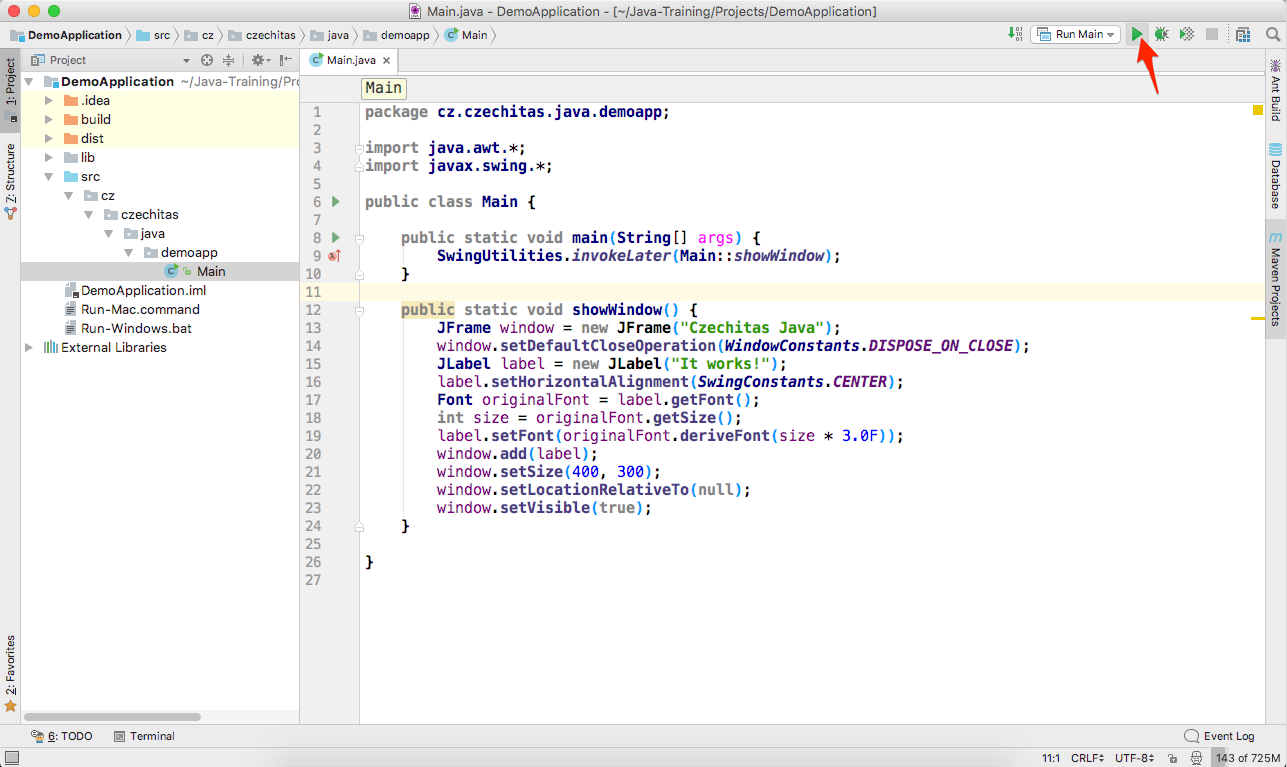 Main.java - DemoApplication - [~/Java-Training/Projects/DemoApplication]
DemoApplication src cz czechitas java demoapp Main
Run Main
Project
Main.java
1: Project
Z: Structure
2: Favorites
DemoApplication ~/Java-Training/Pro
.idea
build
dist
lib
src
cz
czechitas
java
demoapp
Main
DemoApplication.iml
Run-Mac.command
Run-Windows.bat
External Libraries
Main
1 package cz.czechitas.java.demoapp;
2
3 import java.awt.*;
4 import javax.swing.*;
5
6 public class Main {
7
8 public static void main(String[] args) {
9 SwingUtilities.invokeLater(Main::showWindow);
10 }
11
12 public static void showWindow() {
13 JFrame window = new JFrame("Czechitas Java");
14 window.setDefaultCloseOperation(WindowConstants.DISPOSE_ON_CLOSE);
15 JLabel label = new JLabel("It works!");
16 label.setHorizontalAlignment(SwingConstants.CENTER);
17 Font originalFont = label.getFont();
18 int size = originalFont.getSize();
19 label.setFont(originalFont.deriveFont(size * 3.0F));
20 window.add(label);
21 window.setSize(400, 300);
22 window.setLocationRelativeTo(null);
23 window.setVisible(true);
24 }
25
26 }
27
Ant Build
Database
Maven Projects
6: TODO
Terminal
Event Log
11:1 CRLF UTF-8 143 of 725M